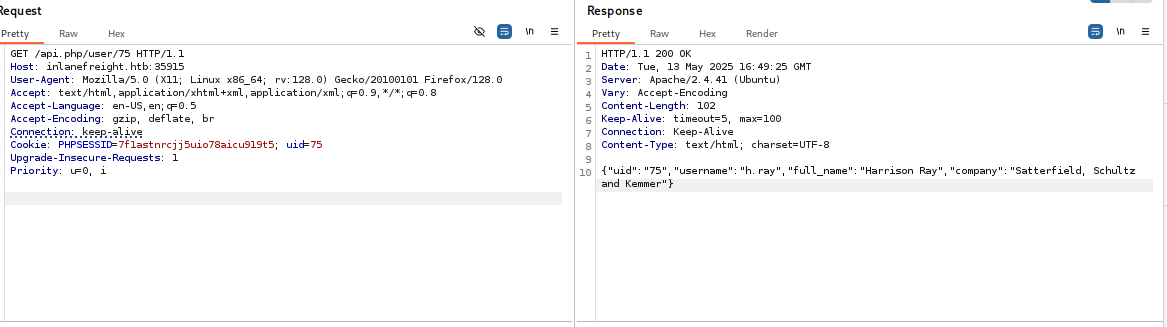 Request
Pretty Raw Hex
\n
GET /api.php/user/75 HTTP/1.1
Host: inlanefreight.htb:35915
User-Agent: Mozilla/5.0 (X11; Linux x86_64; rv:128.0) Gecko/20100101 Firefox/128.0
Accept: text/html,application/xhtml+xml,application/xml;q=0.9,*/*;q=0.8
Accept-Language: en-US,en;q=0.5
Accept-Encoding: gzip, deflate, br
Connection: keep-alive
Cookie: PHPSESSID=7f1astnrcjj5uio78aicu919t5; uid=75
Upgrade-Insecure-Requests: 1
Priority: u=0, i
Response
Pretty Raw Hex Render
\n
1 HTTP/1.1 200 OK
2 Date: Tue, 13 May 2025 16:49:25 GMT
3 Server: Apache/2.4.41 (Ubuntu)
4 Vary: Accept-Encoding
5 Content-Length: 102
6 Keep-Alive: timeout=5, max=100
7 Connection: Keep-Alive
8 Content-Type: text/html; charset=UTF-8
9
10 {"uid":"75","username":"h.ray","full_name":"Harrison Ray","company":"Satterfield, Schultz
and Kemmer"}